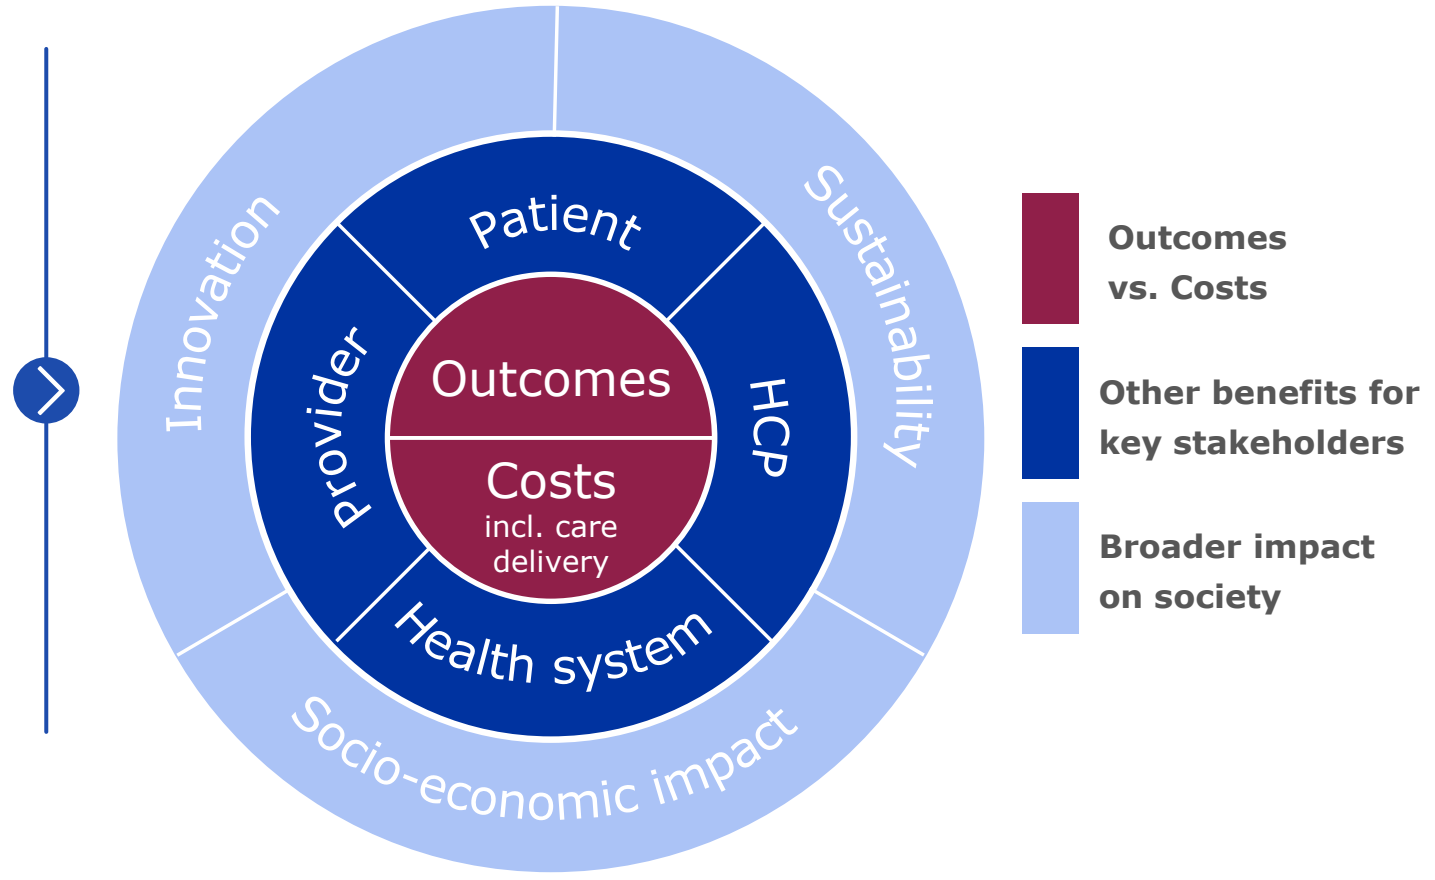 Innovation
Sustainability
Patient
Provider
HCP
Outcomes
Costs
incl. care
delivery
Health system
Socio-economic impact
Outcomes
vs. Costs
Other benefits for
key stakeholders
Broader impact
on society